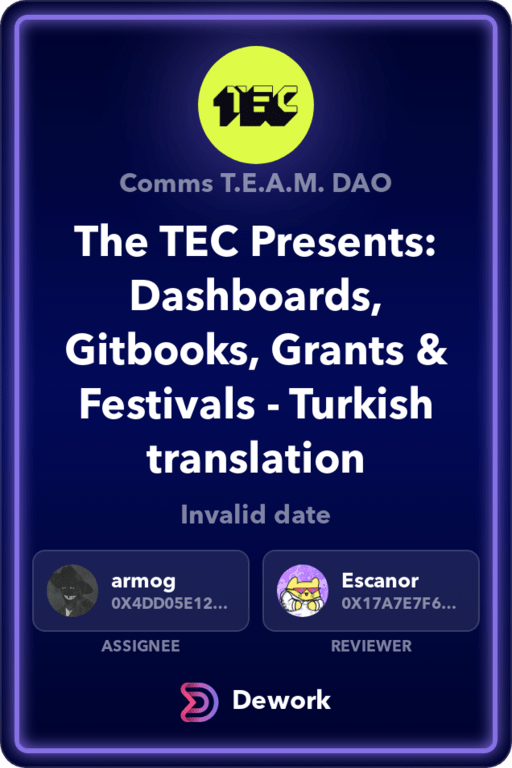 TEC
Comms T.E.A.M. DAO
The TEC Presents:
Dashboards,
Gitbooks, Grants &
Festivals - Turkish
translation
Invalid date
armog
0X4DD05E12...
ASSIGNEE
Escanor
0X17A7E7F6...
REVIEWER
Dework